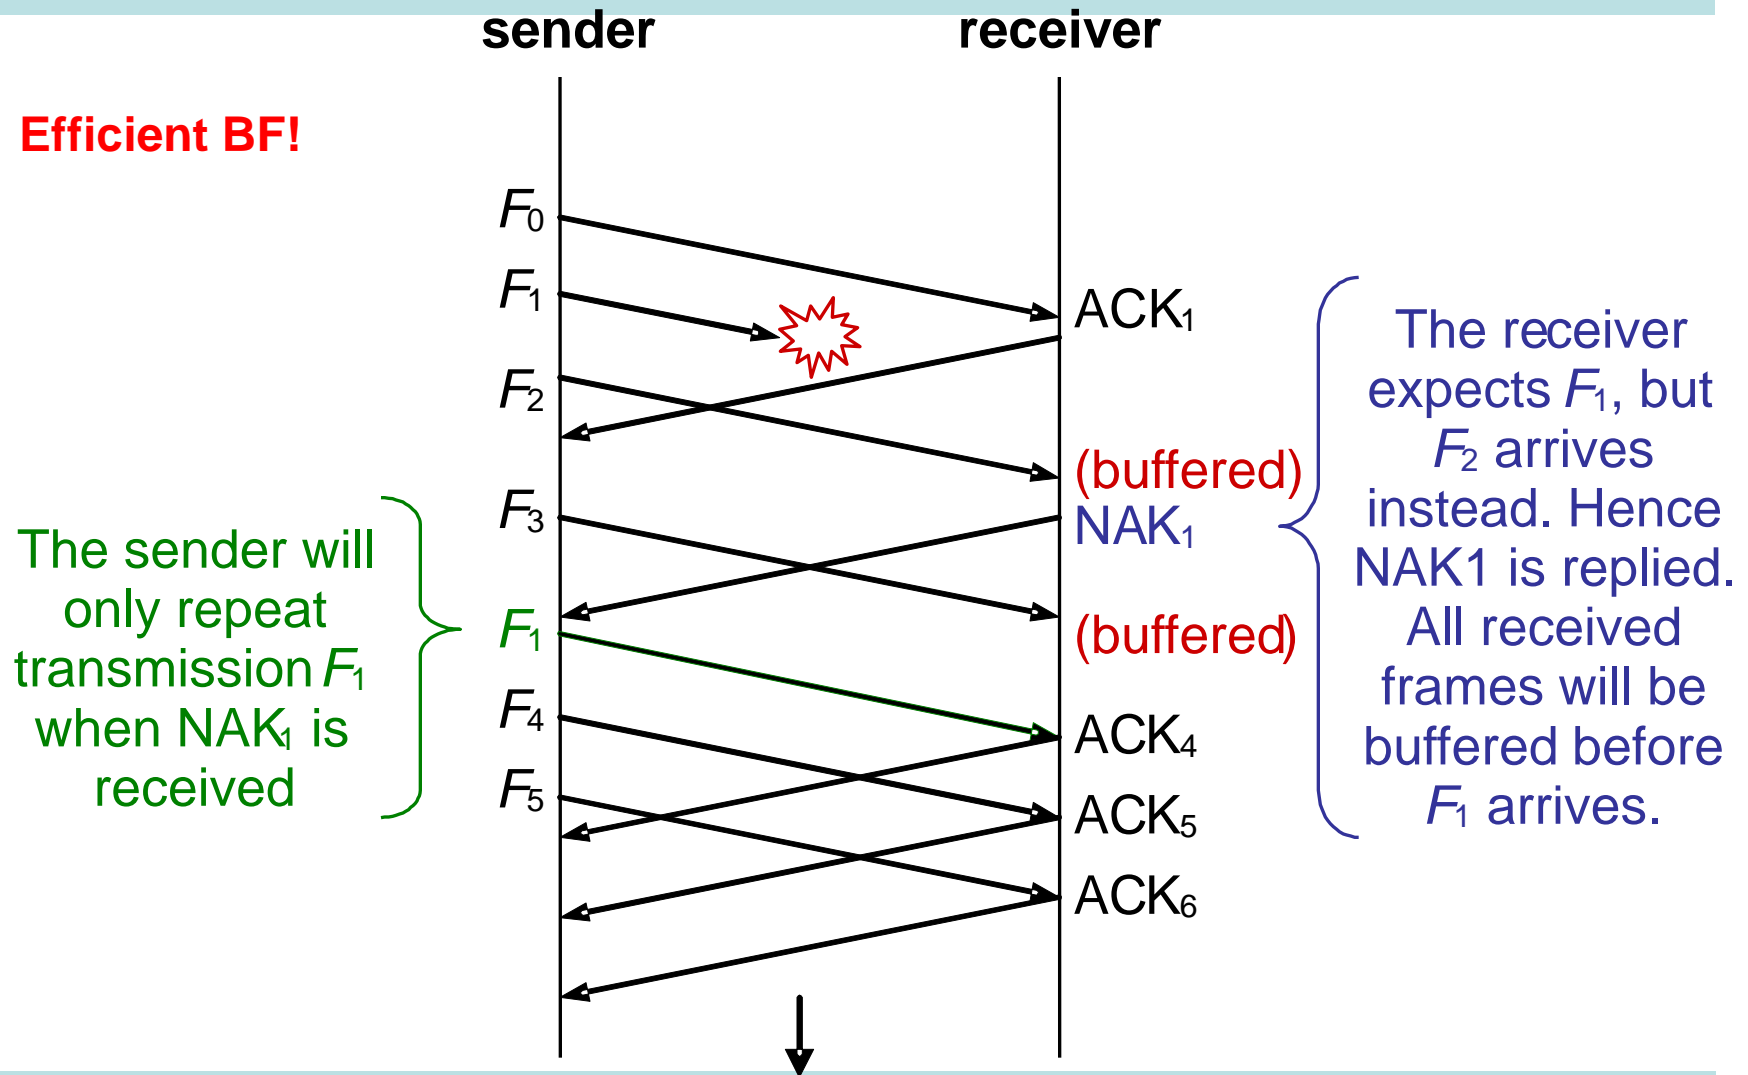 sender
receiver
Efficient BF!
F0
F1
ACK1
F2
(buffered)
F3
NAK1
F1
(buffered)
F4
ACK4
F5
ACK5
ACK6
The sender will
only repeat
transmission F1
when NAK1 is
received
The receiver
expects F1, but
F2 arrives
instead. Hence
NAK1 is replied.
All received
frames will be
buffered before
F1 arrives.